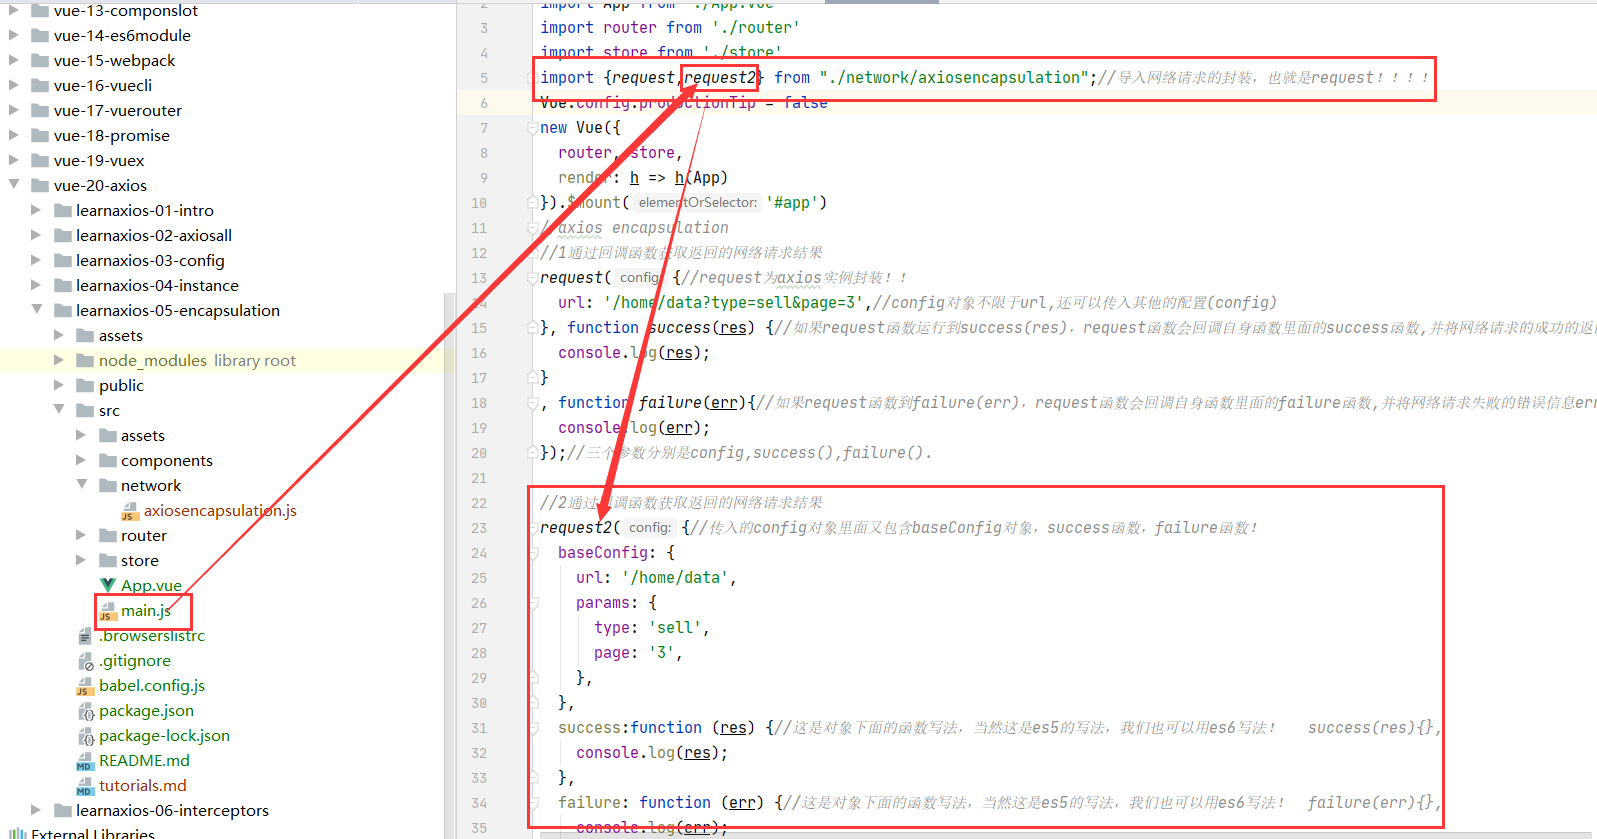 vue-13-componslot
vue-14-es6module
vue-15-webpack
vue-16-vuecli
vue-17-vuerouter
vue-18-promise
vue-19-vuex
vue-20-axios
learnaxios-01-intro
learnaxios-02-axiosall
learnaxios-03-config
learnaxios-04-instance
learnaxios-05-encapsulation
assets
node_modules library root
public
src
assets
components
network
axiosencapsulation.js
router
store
App.vue
main.js
.browserslistrc
.gitignore
babel.config.js
package.json
package-lock.json
README.md
tutorials.md
learnaxios-06-interceptors
External Libraries
2 import App from './App.vue'
3 import router from './router'
4 import store from './store'
5 import {request,request2} from "./network/axiosencapsulation";//导入网络请求的封装，也就是request！！！！
6 Vue.config.productionTip = false
7 new Vue({
8 router, store,
9 render: h => h(App)
10 }).$mount( elementOrSelector: '#app')
11 // axios encapsulation
12 //1通过回调函数获取返回的网络请求结果
13 request( config: {//request为axios实例封装！！
14 url: '/home/data?type=sell&page=3',//config对象不限于url,还可以传入其他的配置(config)
15 }, function success(res) {//如果request函数运行到success(res)，request函数会回调自身函数里面的success函数,并将网络请求的成功的返回
16 console.log(res);
17 }
18 , function failure(err){//如果request函数到failure(err)，request函数会回调自身函数里面的failure函数,并将网络请求失败的错误信息err
19 console.log(err);
20 });//三个参数分别是config,success(),failure().
21
22 //2通过回调函数获取返回的网络请求结果
23 request2( config: {//传入的config对象里面又包含baseConfig对象，success函数，failure函数！
24 baseConfig: {
25 url: '/home/data',
26 params: {
27 type: 'sell',
28 page: '3',
29 },
30 },
31 success:function (res) {//这是对象下面的函数写法，当然这是es5的写法，我们也可以用es6写法！ success(res){},
32 console.log(res);
33 },
34 failure: function (err) {//这是对象下面的函数写法，当然这是es5的写法，我们也可以用es6写法！ failure(err){},
35 console.log(err);